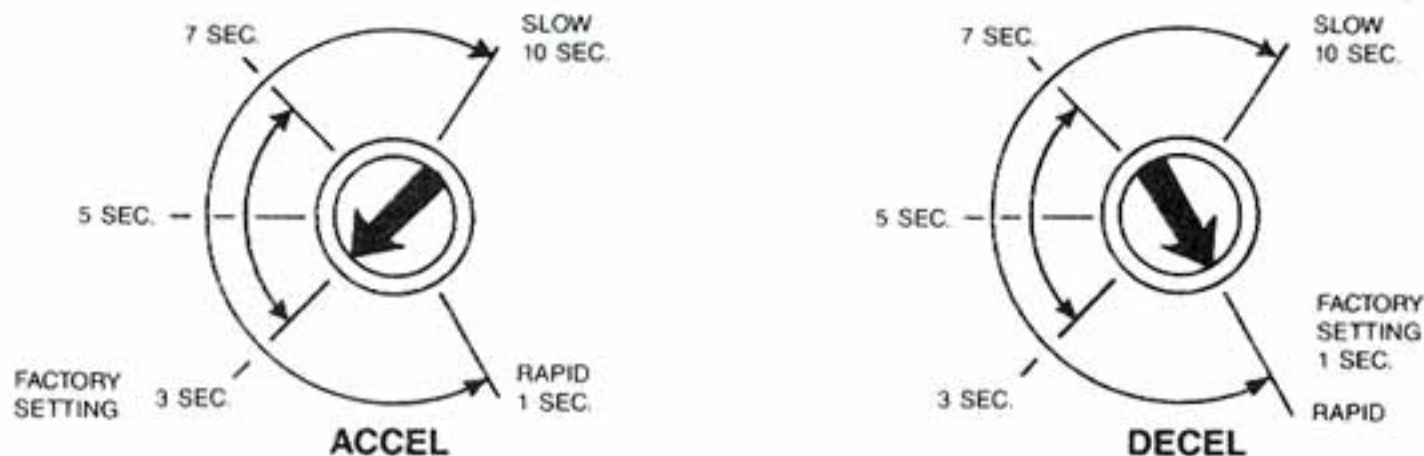 7 SEC.
SLOW
10 SEC.
5 SEC.
FACTORY
SETTING
3 SEC.
RAPID
1 SEC.
ACCEL
7 SEC.
SLOW
10 SEC.
5 SEC.
3 SEC.
FACTORY
SETTING
1 SEC.
RAPID
DECEL